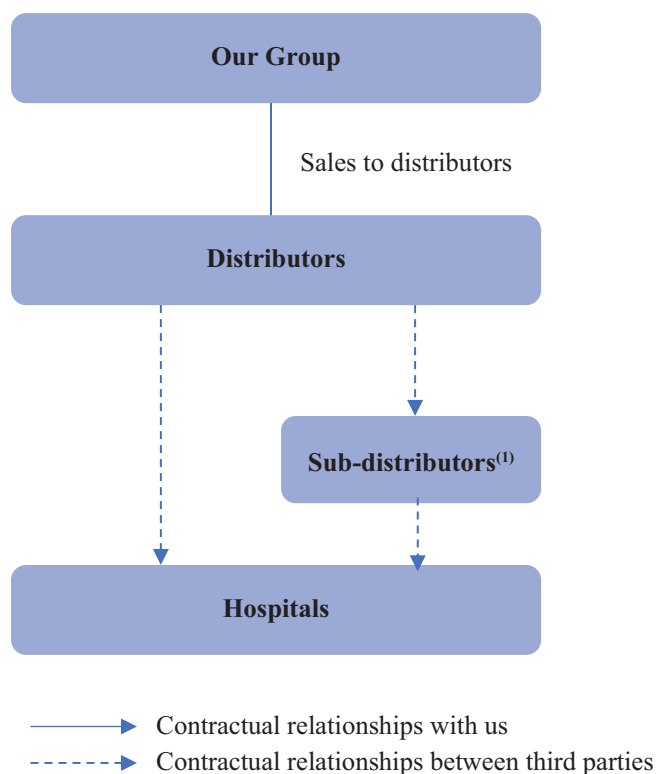 Our Group
Sales to distributors
Distributors
Sub-distributors(1)
Hospitals
Contractual relationships with us
Contractual relationships between third parties